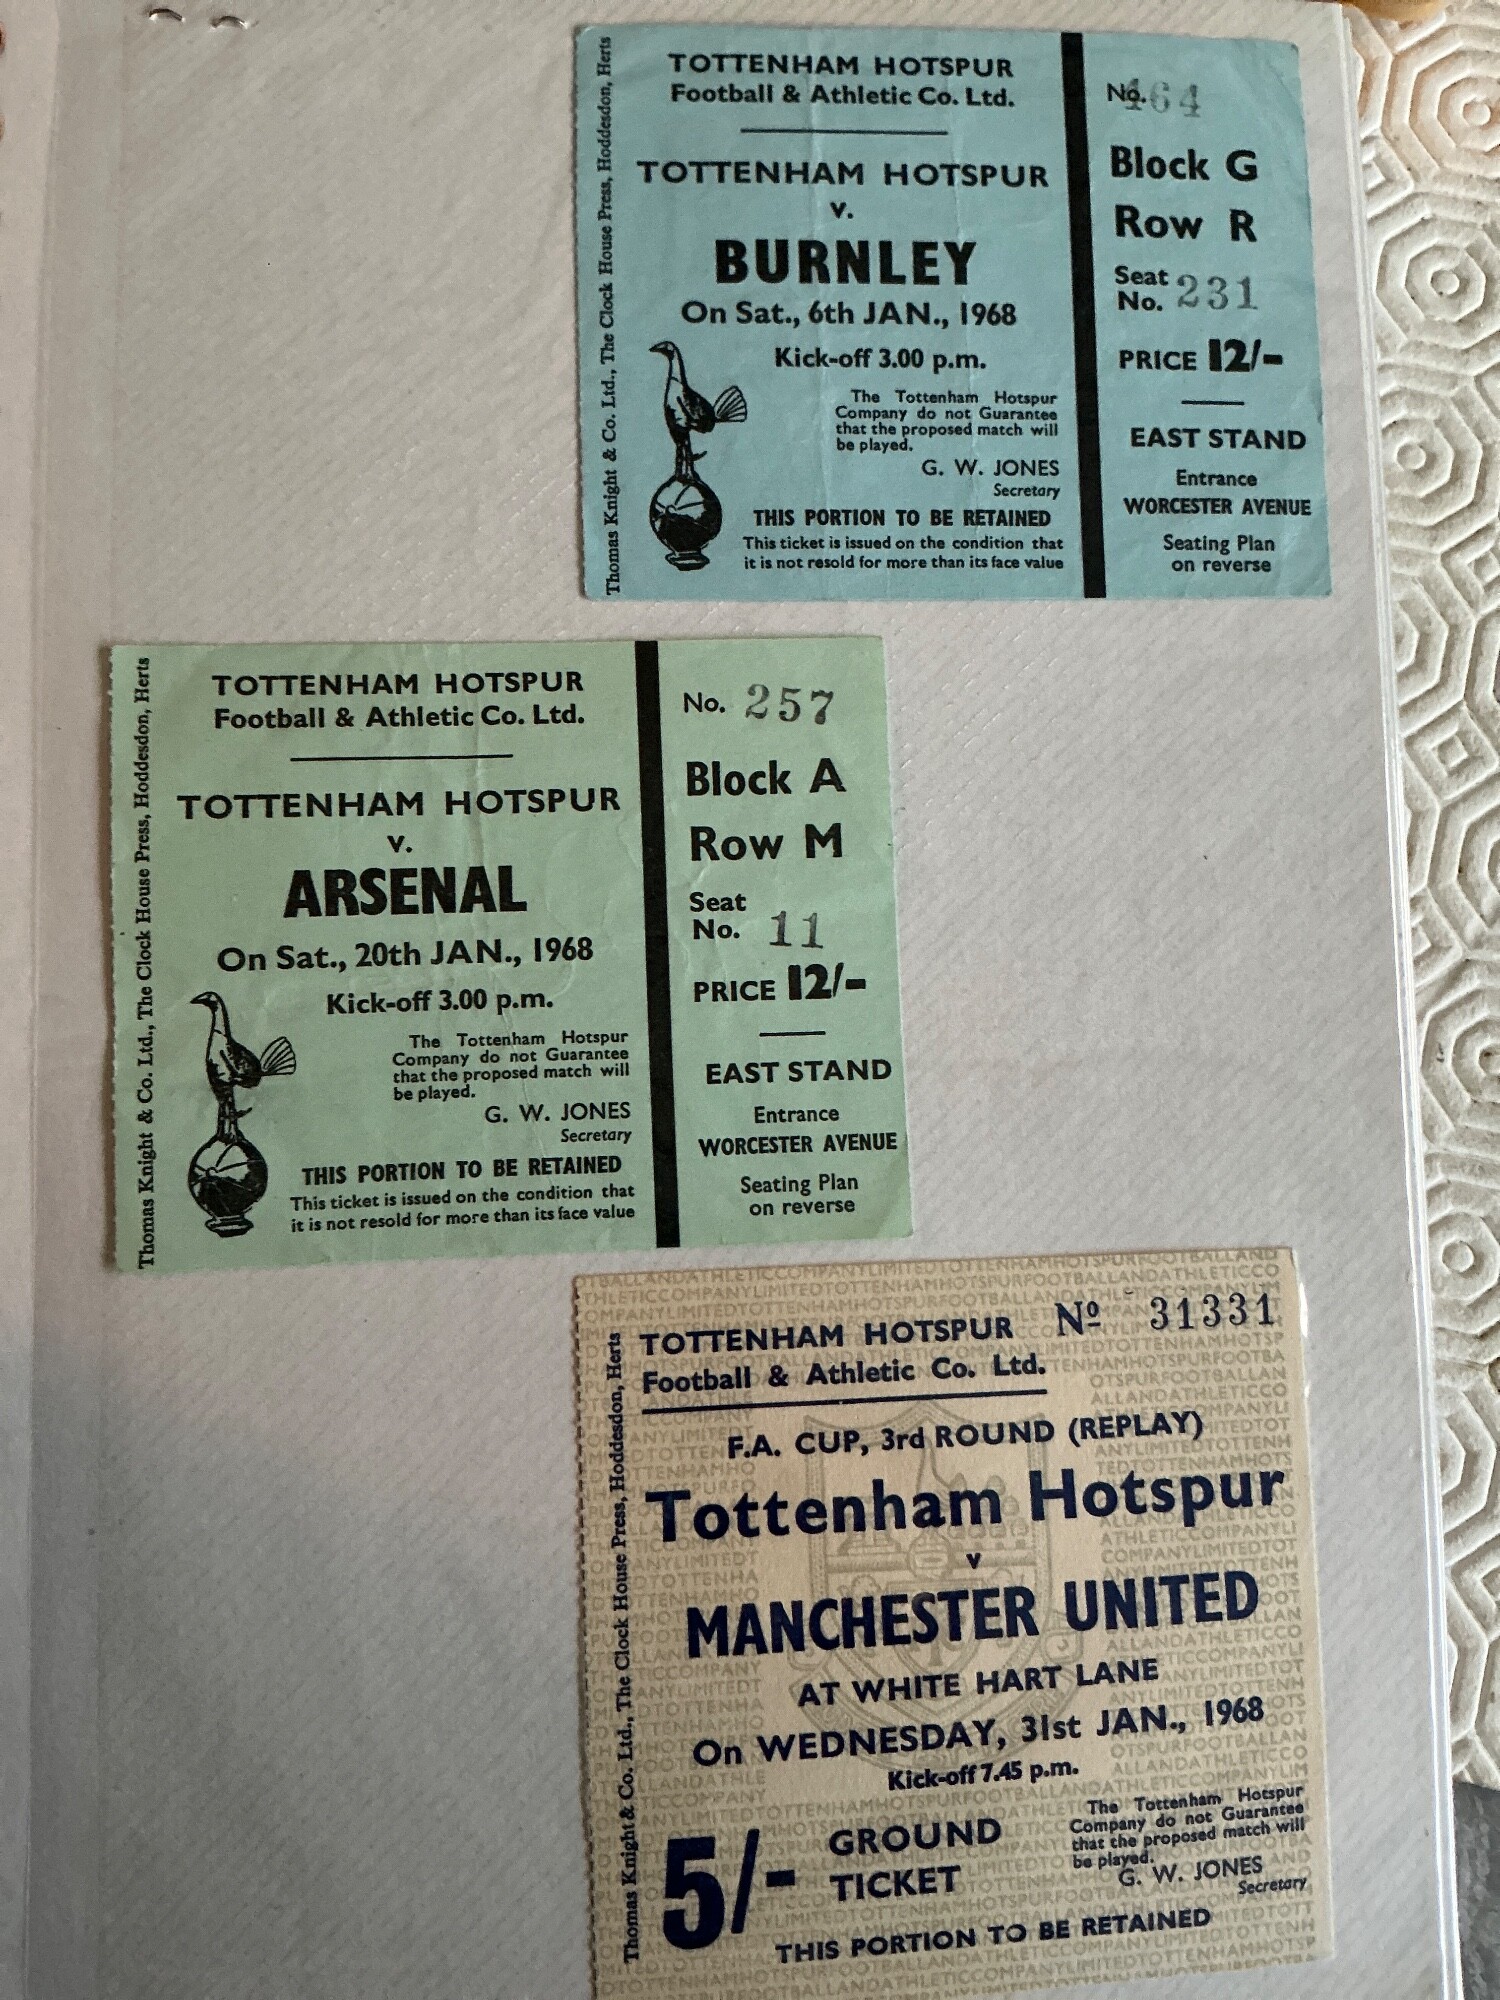 Thomas Knight & Co. Ltd., The Clock House Press, Hoddesdon, Herts
TOTTENHAM HOTSPUR
Football & Athletic Co. Ltd.
TOTTENHAM HOTSPUR
v.
BURNLEY
On Sat., 6th JAN., 1968
Kick-off 3.00 p.m.
The Tottenham Hotspur
Company do not Guarantee
that the proposed match will
be played.
G. W. JONES
Secretary
THIS PORTION TO BE RETAINED
This ticket is issued on the condition that
it is not resold for more than its face value
No. 464
Block G
Row R
Seat
No. 231
PRICE 12/-
EAST STAND
Entrance
WORCESTER AVENUE
Seating Plan
on reverse
Thomas Knight & Co. Ltd., The Clock House Press, Hoddesdon, Herts
TOTTENHAM HOTSPUR
Football & Athletic Co. Ltd.
TOTTENHAM HOTSPUR
v.
ARSENAL
On Sat., 20th JAN., 1968
Kick-off 3.00 p.m.
The Tottenham Hotspur
Company do not Guarantee
that the proposed match will
be played.
G. W. JONES
Secretary
THIS PORTION TO BE RETAINED
This ticket is issued on the condition that
it is not resold for more than its face value
No. 257
Block A
Row M
Seat
No. 11
PRICE 12/-
EAST STAND
Entrance
WORCESTER AVENUE
Seating Plan
on reverse
Thomas Knight & Co. Ltd., The Clock House Press, Hoddesdon, Herts
TOTTENHAM HOTSPUR
Football & Athletic Co. Ltd.
Nº 31331
F.A. CUP, 3rd ROUND (REPLAY)
Tottenham Hotspur
v
MANCHESTER UNITED
AT WHITE HART LANE
On WEDNESDAY, 31st JAN., 1968
Kick-off 7.45 p.m.
5/- GROUND
TICKET
The Tottenham Hotspur
Company do not Guarantee
that the proposed match will
be played.
G. W. JONES
Secretary
THIS PORTION TO BE RETAINED